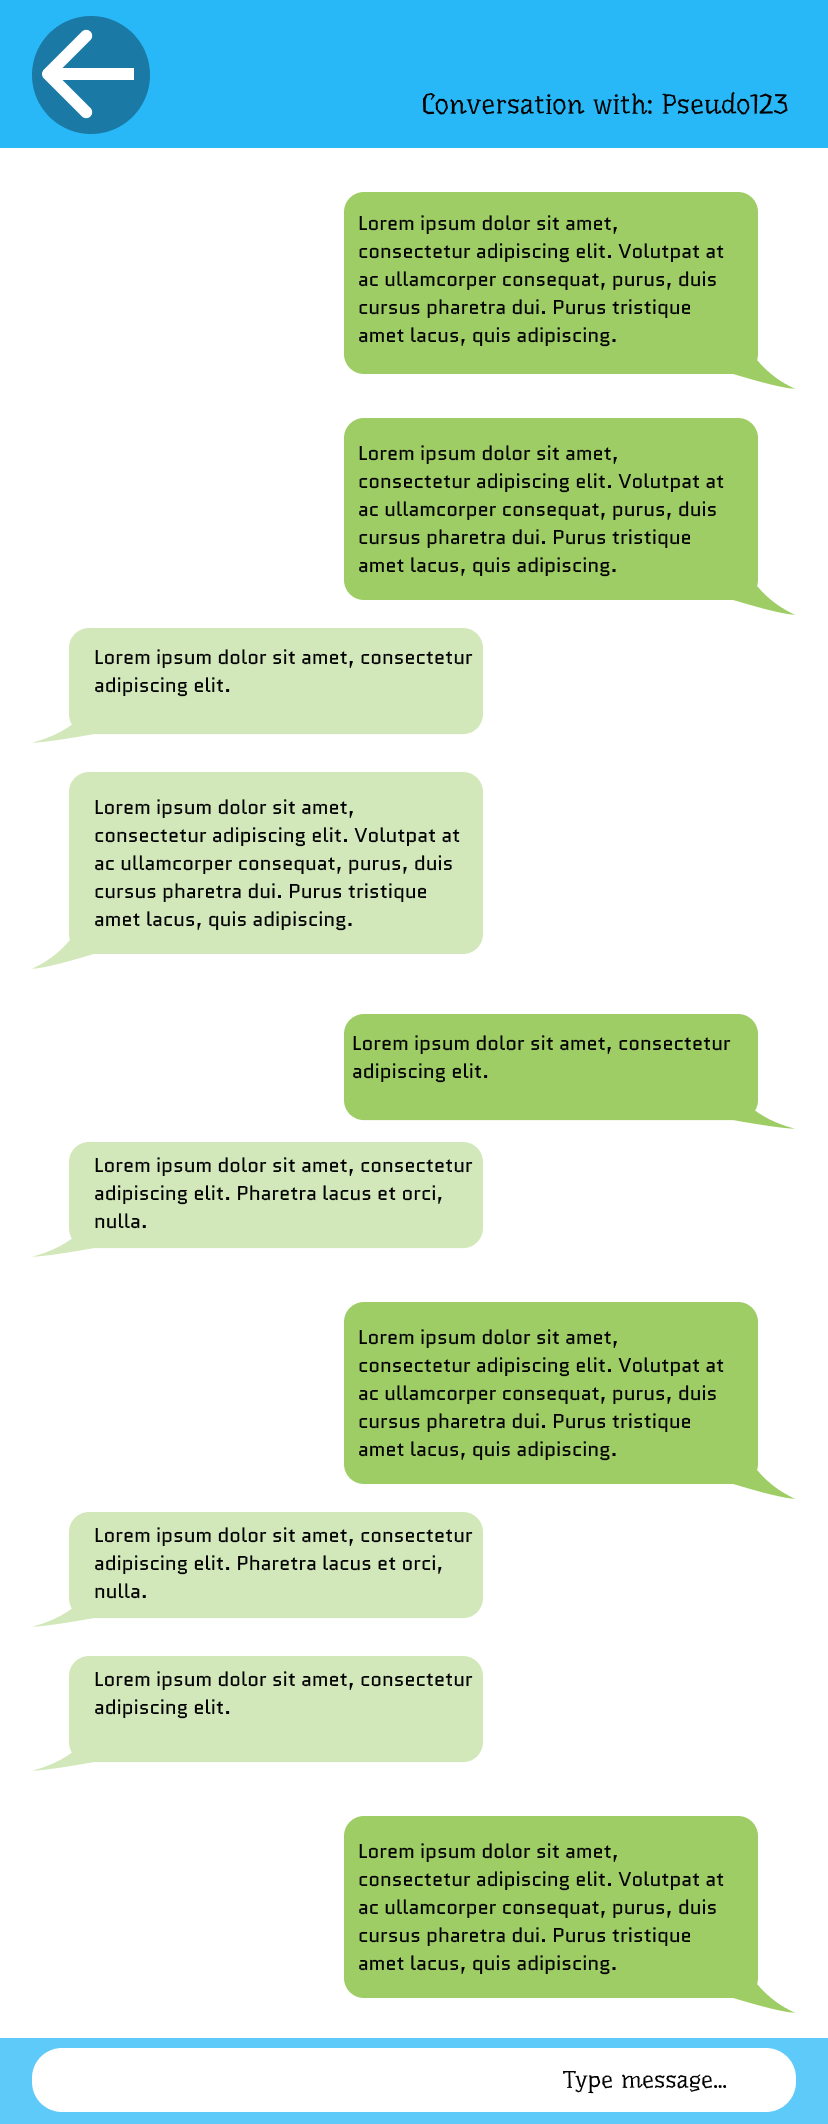 Conversation with: Pseudo123
Lorem ipsum dolor sit amet,
consectetur adipiscing elit. Volutpat at
ac ullamcorper consequat, purus, duis
cursus pharetra dui. Purus tristique
amet lacus, quis adipiscing.
Lorem ipsum dolor sit amet,
consectetur adipiscing elit. Volutpat at
ac ullamcorper consequat, purus, duis
cursus pharetra dui. Purus tristique
amet lacus, quis adipiscing.
Lorem ipsum dolor sit amet, consectetur
adipiscing elit.
Lorem ipsum dolor sit amet,
consectetur adipiscing elit. Volutpat at
ac ullamcorper consequat, purus, duis
cursus pharetra dui. Purus tristique
amet lacus, quis adipiscing.
Lorem ipsum dolor sit amet, consectetur
adipiscing elit.
Lorem ipsum dolor sit amet, consectetur
adipiscing elit. Pharetra lacus et orci,
nulla.
Lorem ipsum dolor sit amet,
consectetur adipiscing elit. Volutpat at
ac ullamcorper consequat, purus, duis
cursus pharetra dui. Purus tristique
amet lacus, quis adipiscing.
Lorem ipsum dolor sit amet, consectetur
adipiscing elit. Pharetra lacus et orci,
nulla.
Lorem ipsum dolor sit amet, consectetur
adipiscing elit.
Lorem ipsum dolor sit amet,
consectetur adipiscing elit. Volutpat at
ac ullamcorper consequat, purus, duis
cursus pharetra dui. Purus tristique
amet lacus, quis adipiscing.
Type message...